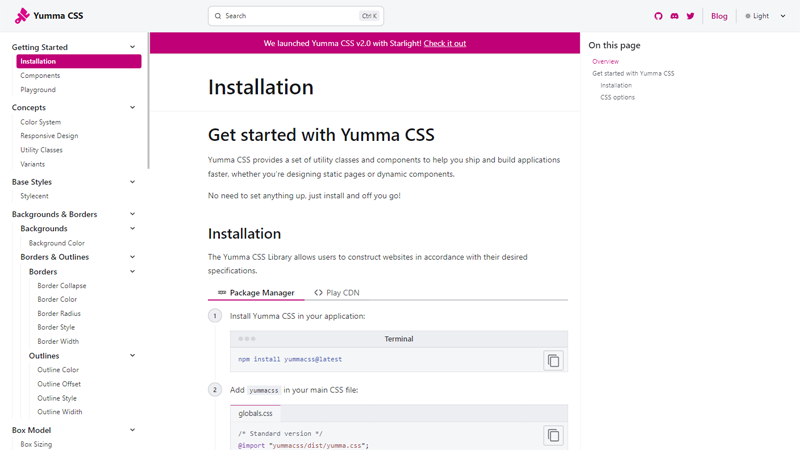 Yumma CSS
Search
Ctrl K
Blog
Light
Getting Started
Installation
Components
Playground
Concepts
Color System
Responsive Design
Utility Classes
Variants
Base Styles
Stylecent
Backgrounds & Borders
Backgrounds
Background Color
Borders & Outlines
Borders
Border Collapse
Border Color
Border Radius
Border Style
Border Width
Outlines
Outline Color
Outline Offset
Outline Style
Outline Width
Box Model
Box Sizing
We launched Yumma CSS v2.0 with Starlight! Check it out
Installation
Get started with Yumma CSS
Yumma CSS provides a set of utility classes and components to help you ship and build applications
faster, whether you're designing static pages or dynamic components.
No need to set anything up, just install and off you go!
Installation
The Yumma CSS Library allows users to construct websites in accordance with their desired
specifications.
Package Manager
Play CDN
1 Install Yumma CSS in your application:
Terminal
npm install yummacss@latest
2 Add yummacss in your main CSS file:
globals.css
/* Standard version */
@import "yummacss/dist/yumma.css";
On this page
Overview
Get started with Yumma CSS
Installation
CSS options